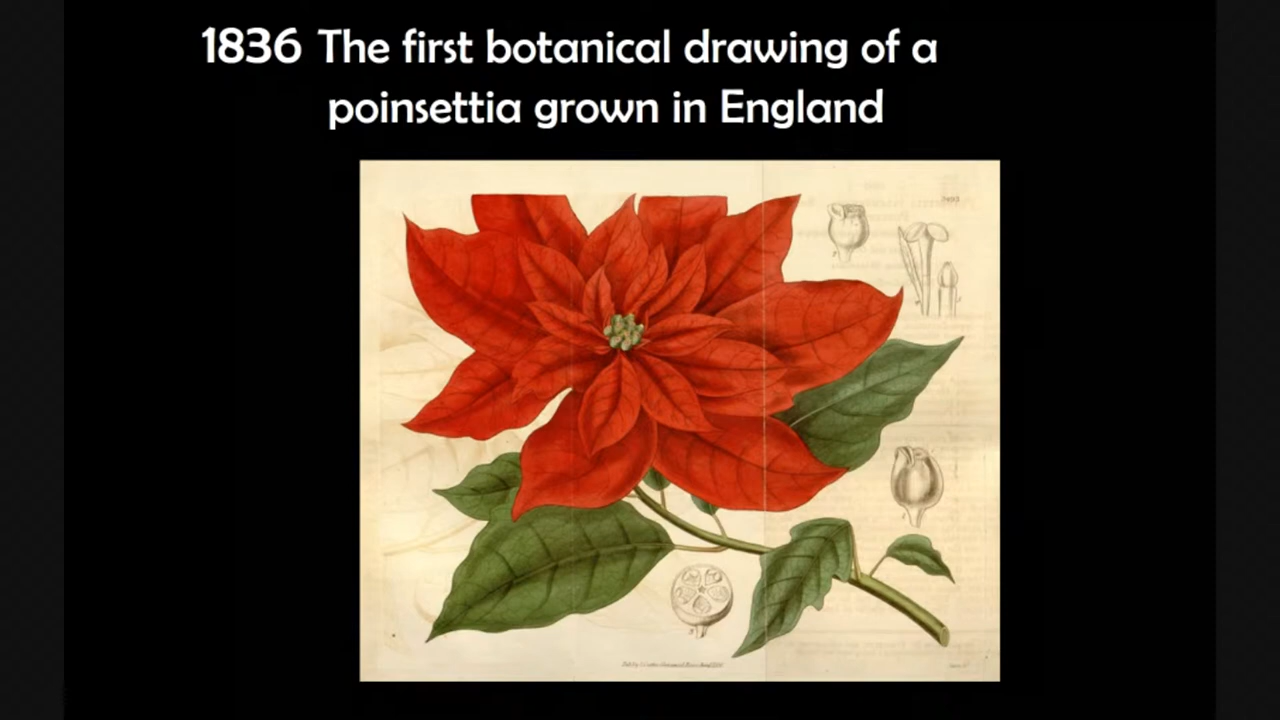 1836 The first botanical drawing of a
poinsettia grown in England